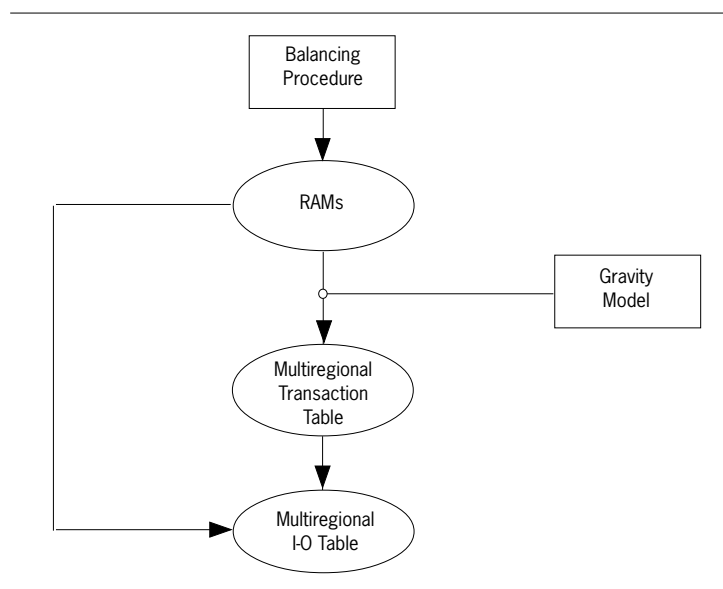 Balancing
Procedure
RAMs
Gravity
Model
Multiregional
Transaction
Table
Multiregional
I-O Table